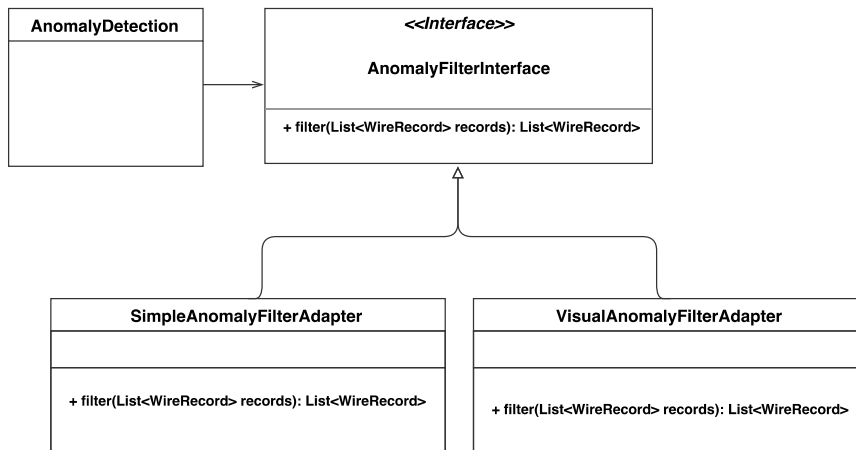 AnomalyDetection
<<Interface>>
AnomalyFilterInterface
+ filter(List<WireRecord> records): List<WireRecord>
SimpleAnomalyFilterAdapter
+ filter(List<WireRecord> records): List<WireRecord>
VisualAnomalyFilterAdapter
+ filter(List<WireRecord> records): List<WireRecord>